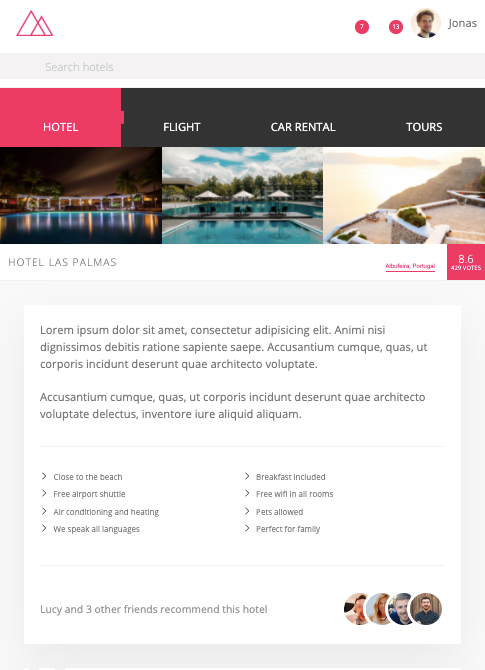 7
13
Jonas
Search hotels
HOTEL
FLIGHT
CAR RENTAL
TOURS
HOTEL LAS PALMAS
Albufeira, Portugal
8.6
429 VOTES
Lorem ipsum dolor sit amet, consectetur adipisicing elit. Animi nisi
dignissimos debitis ratione sapiente saepe. Accusantium cumque, quas, ut
corporis incidunt deserunt quae architecto voluptate.
Accusantium cumque, quas, ut corporis incidunt deserunt quae architecto
voluptate delectus, inventore iure aliquid aliquam.
Close to the beach
Breakfast included
Free airport shuttle
Free wifi in all rooms
Air conditioning and heating
Pets allowed
We speak all languages
Perfect for family
Lucy and 3 other friends recommend this hotel